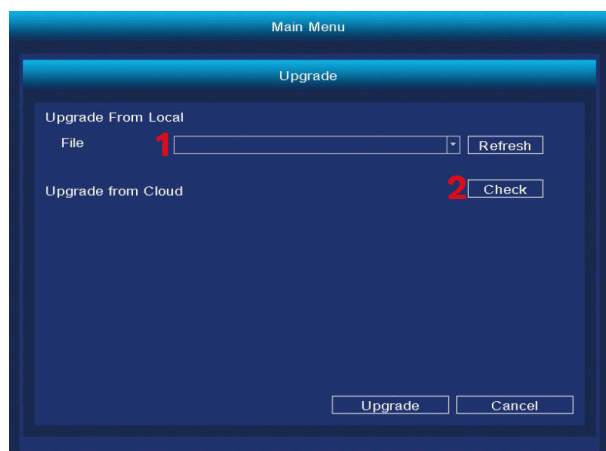 Main Menu
Upgrade
Upgrade From Local
File 1 Refresh
Upgrade from Cloud 2 Check
Upgrade Cancel